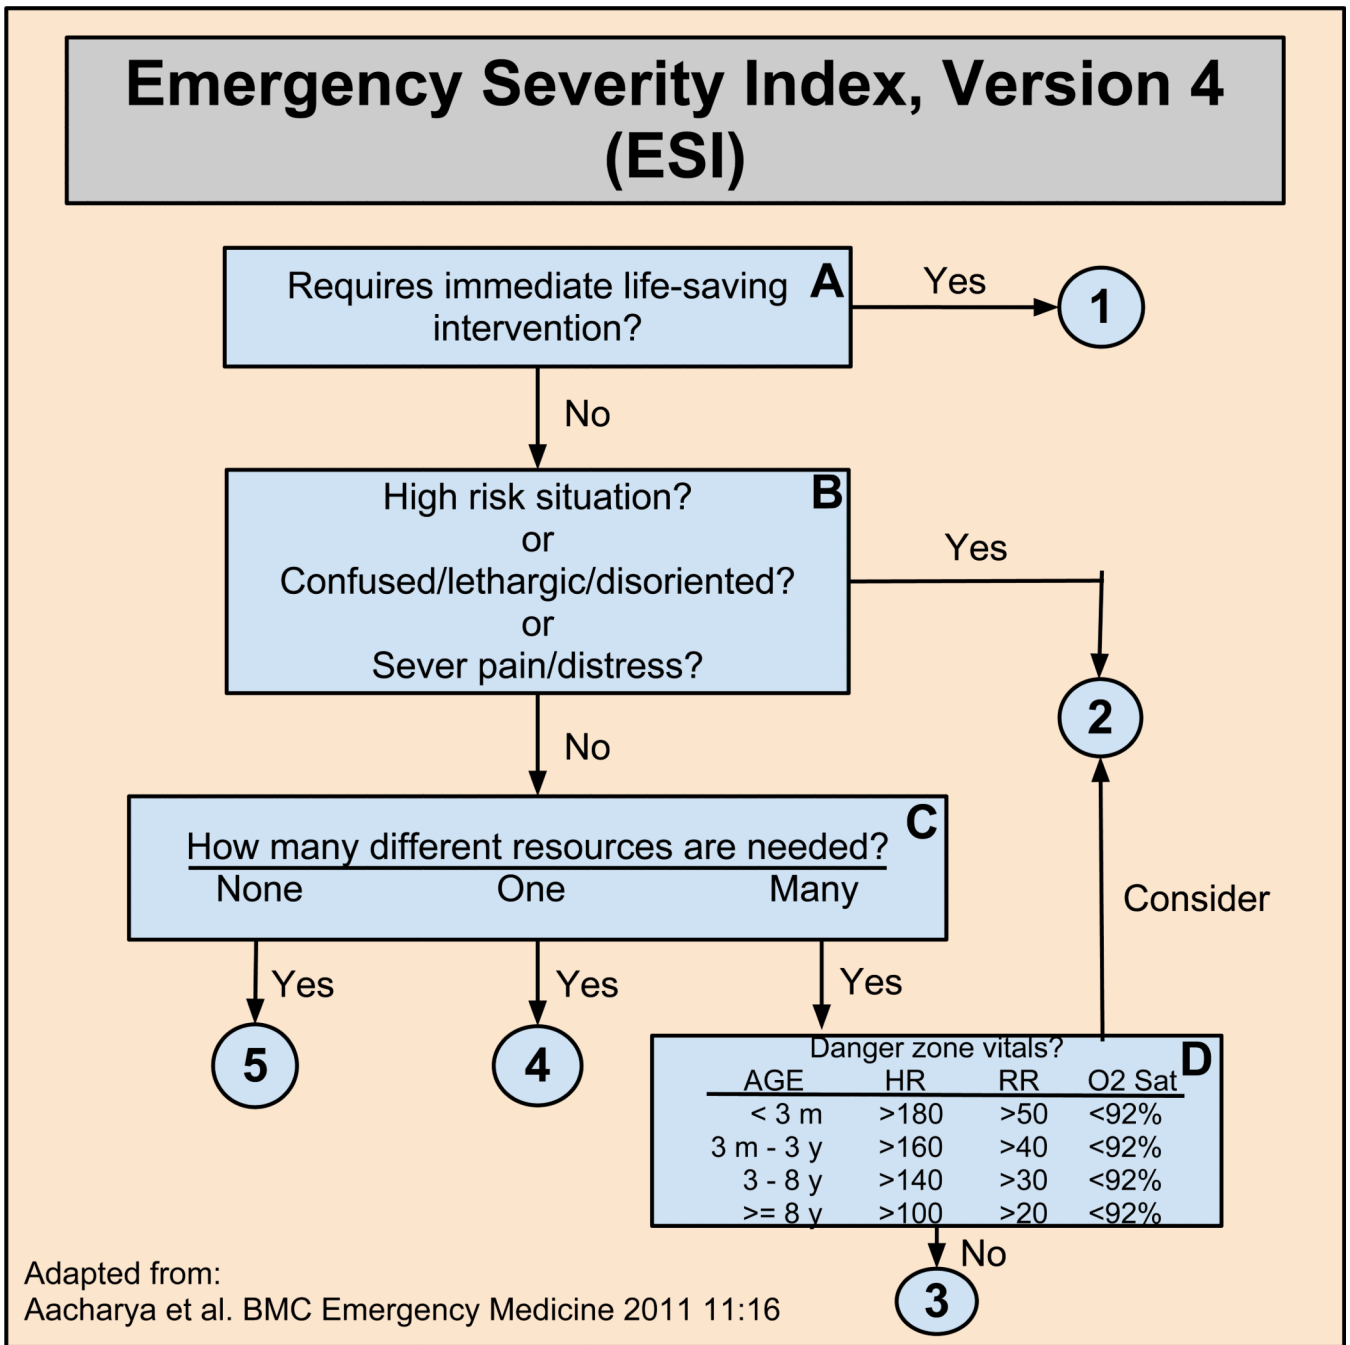 Emergency Severity Index, Version 4
(ESI)
Requires immediate life-saving
intervention?
A
Yes
1
No
B
High risk situation?
or
Confused/lethargic/disoriented?
or
Sever pain/distress?
Yes
2
No
C
How many different resources are needed?
None One Many
Consider
Yes Yes Yes
5 4
Danger zone vitals?
D
AGE HR RR O2 Sat
< 3 m >180 >50 <92%
3 m - 3 y >160 >40 <92%
3 - 8 y >140 >30 <92%
>= 8 y >100 >20 <92%
No
3
Adapted from:
Aacharya et al. BMC Emergency Medicine 2011 11:16